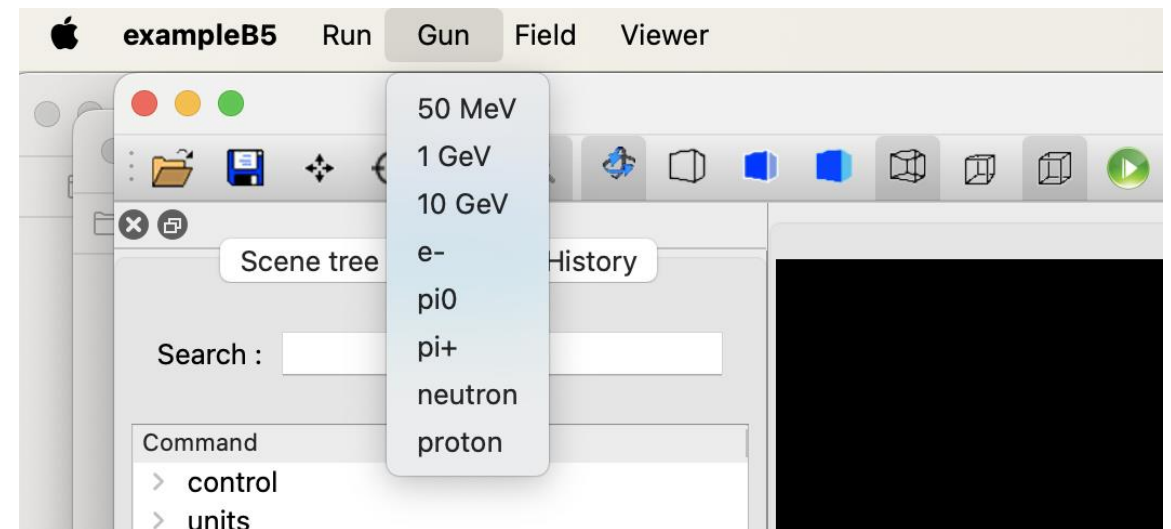 exampleB5 Run Gun Field Viewer
50 MeV
1 GeV
10 GeV
e-
pi0
pi+
neutron
proton
Scene tree History
Search :
Command
control
units